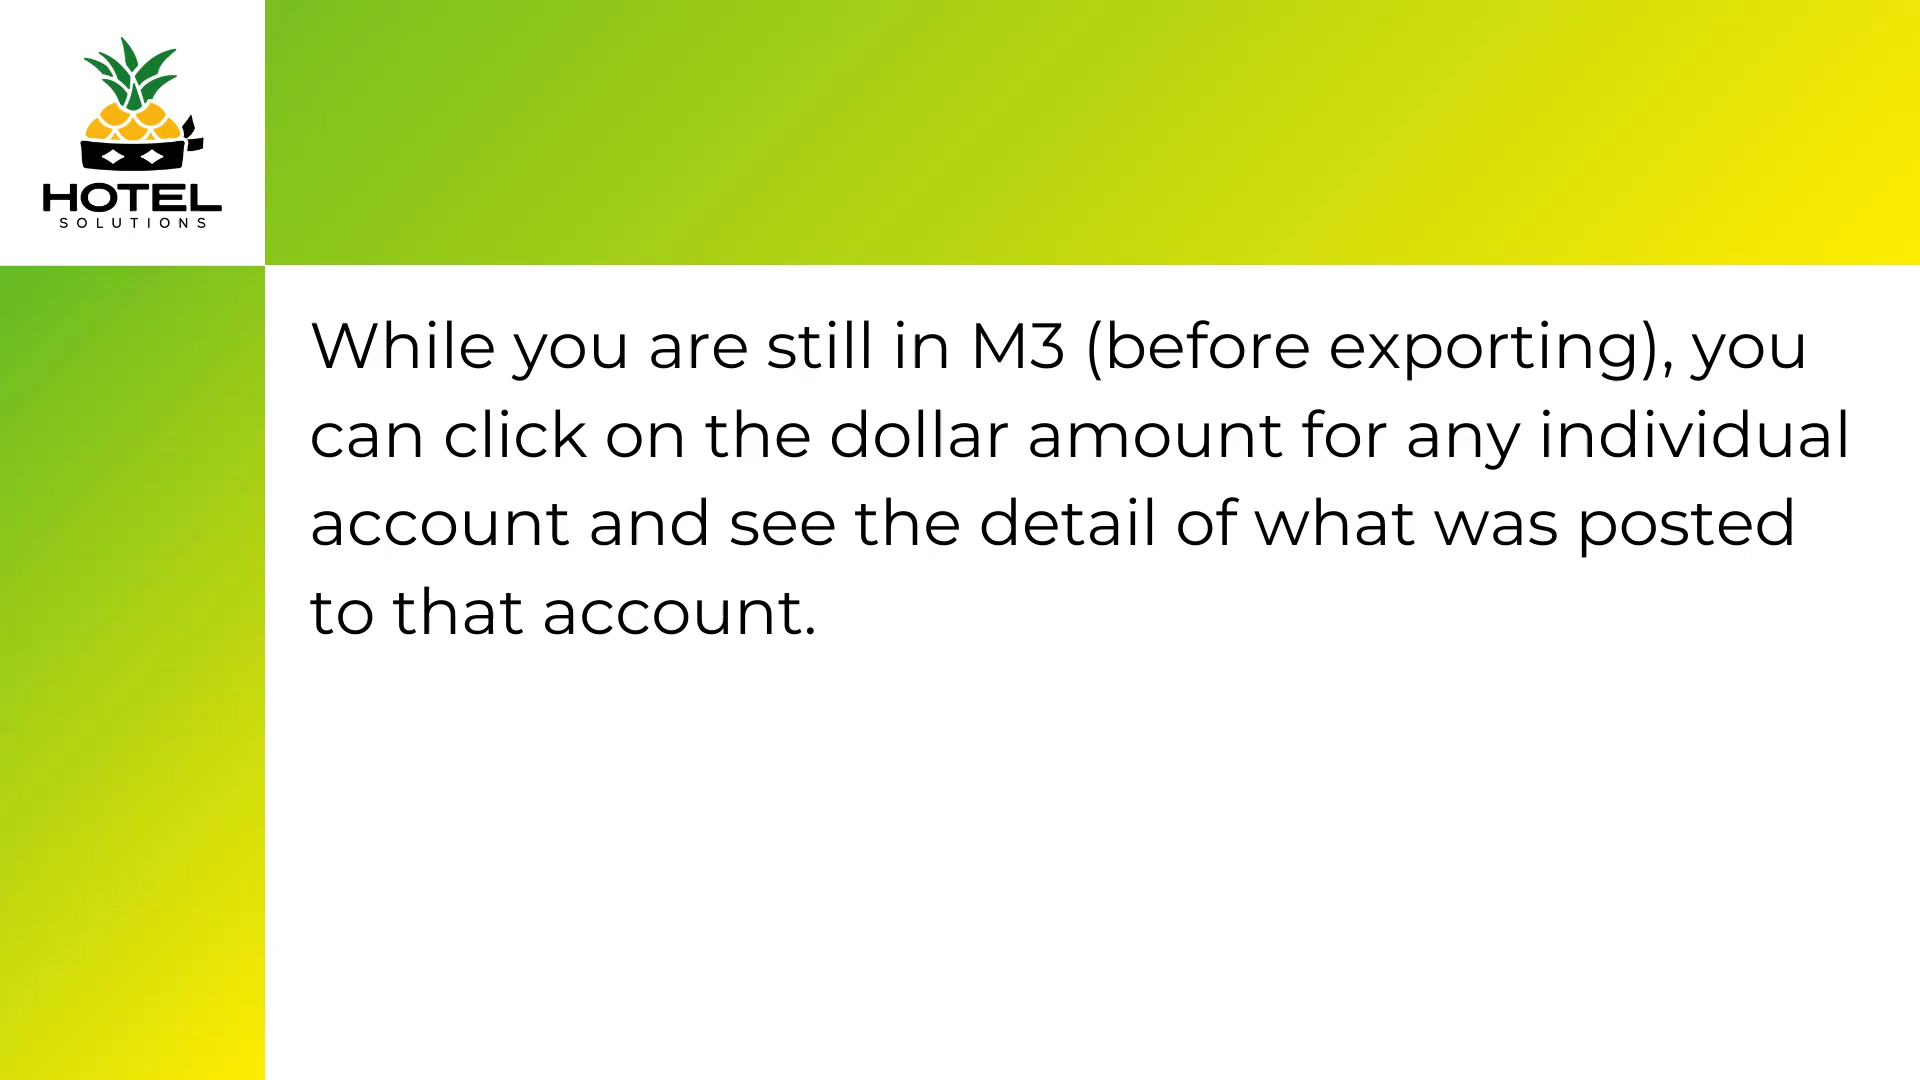 HOTEL
SOLUTIONS
While you are still in M3 (before exporting), you
can click on the dollar amount for any individual
account and see the detail of what was posted
to that account.